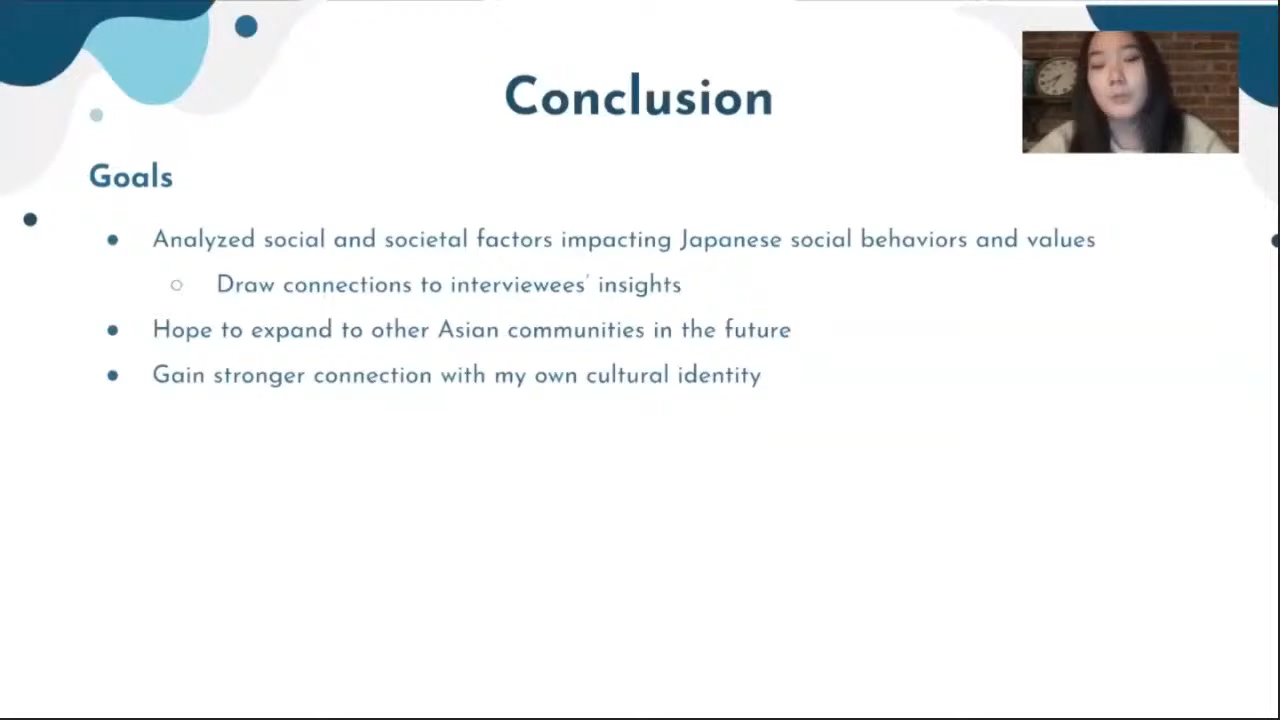 Conclusion
Goals
● Analyzed social and societal factors impacting Japanese social behaviors and values
○ Draw connections to interviewees' insights
● Hope to expand to other Asian communities in the future
● Gain stronger connection with my own cultural identity